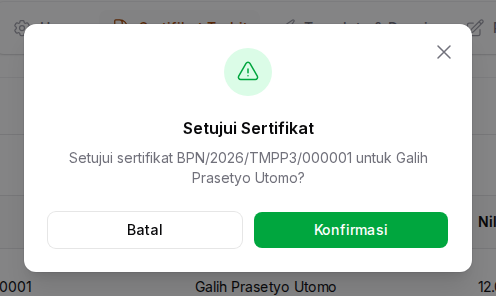 Setujui Sertifikat
Setujui sertifikat BPN/2026/TMPP3/000001 untuk Galih
Prasetyo Utomo?
Batal
Konfirmasi
0001
Galih Prasetyo Utomo
12.0